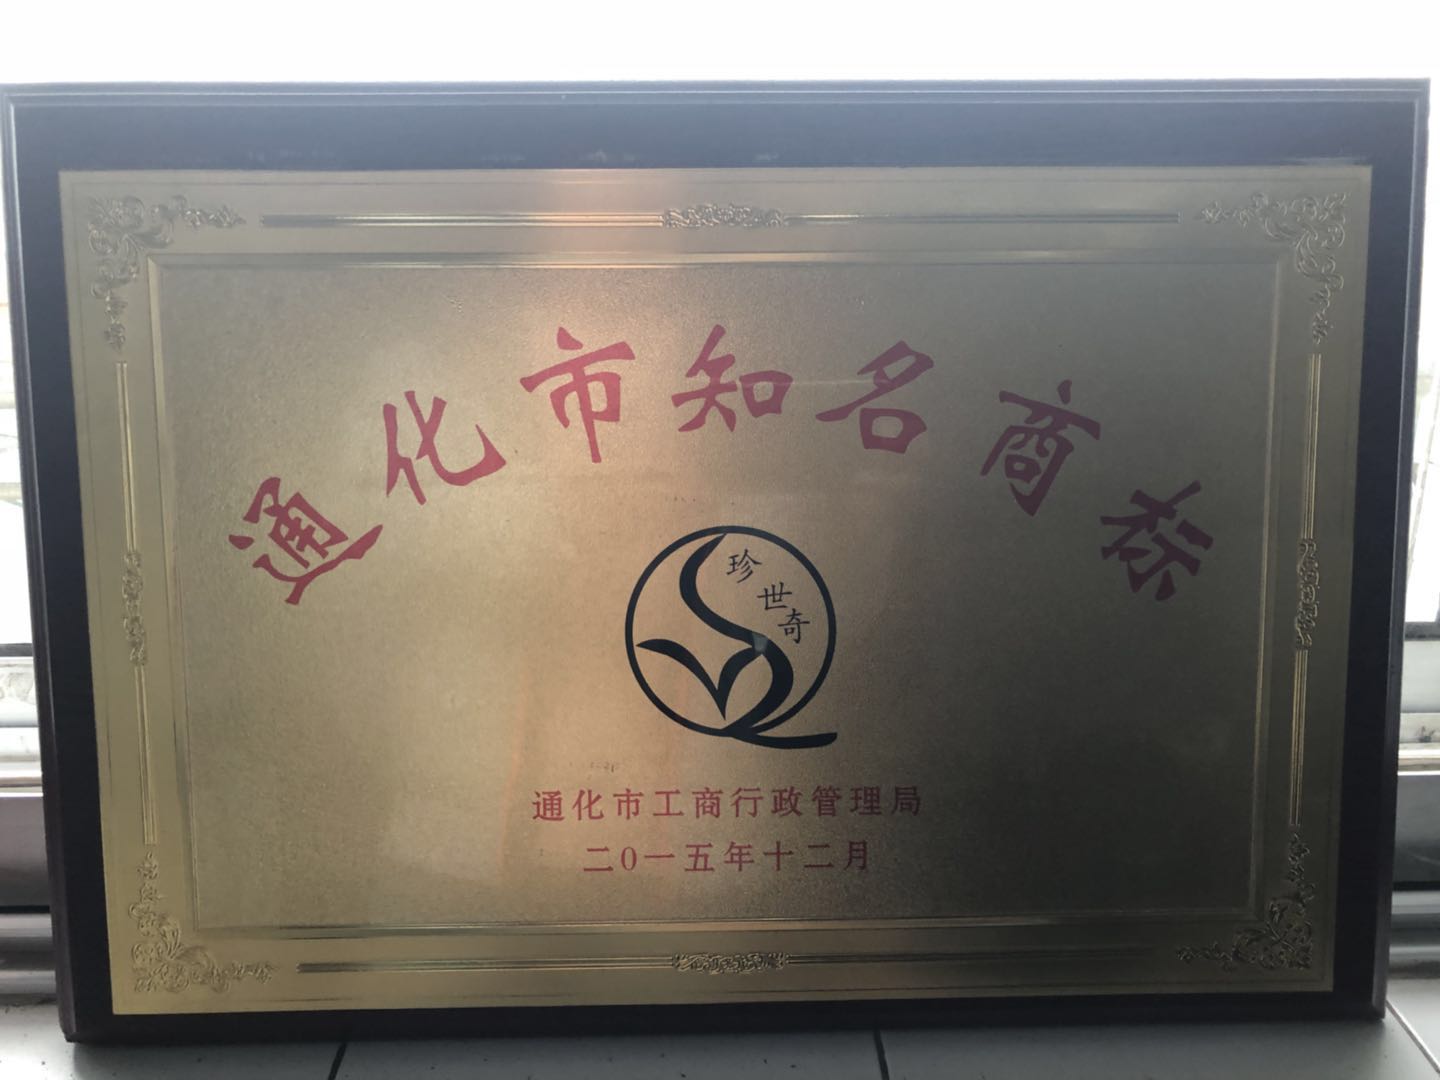 通化市知名商标
珍世奇
通化市工商行政管理局
二0一五年十二月